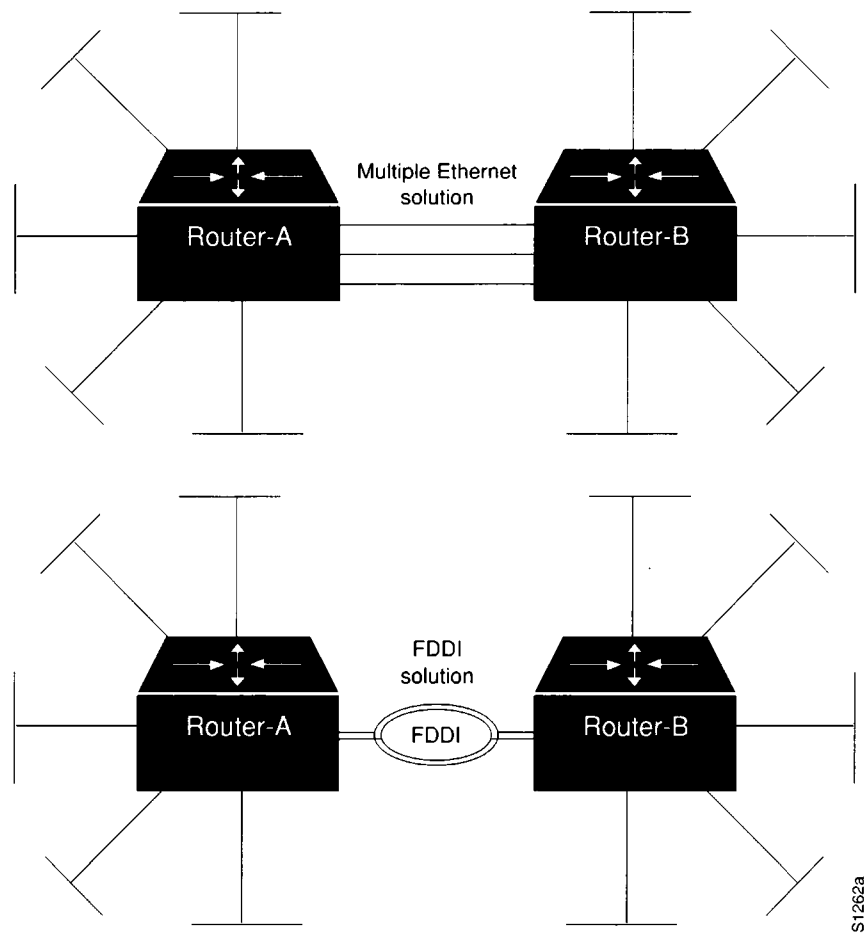 Multiple Ethernet
solution
Router-A
Router-B
FDDI
solution
Router-A
FDDI
Router-B
S1262a